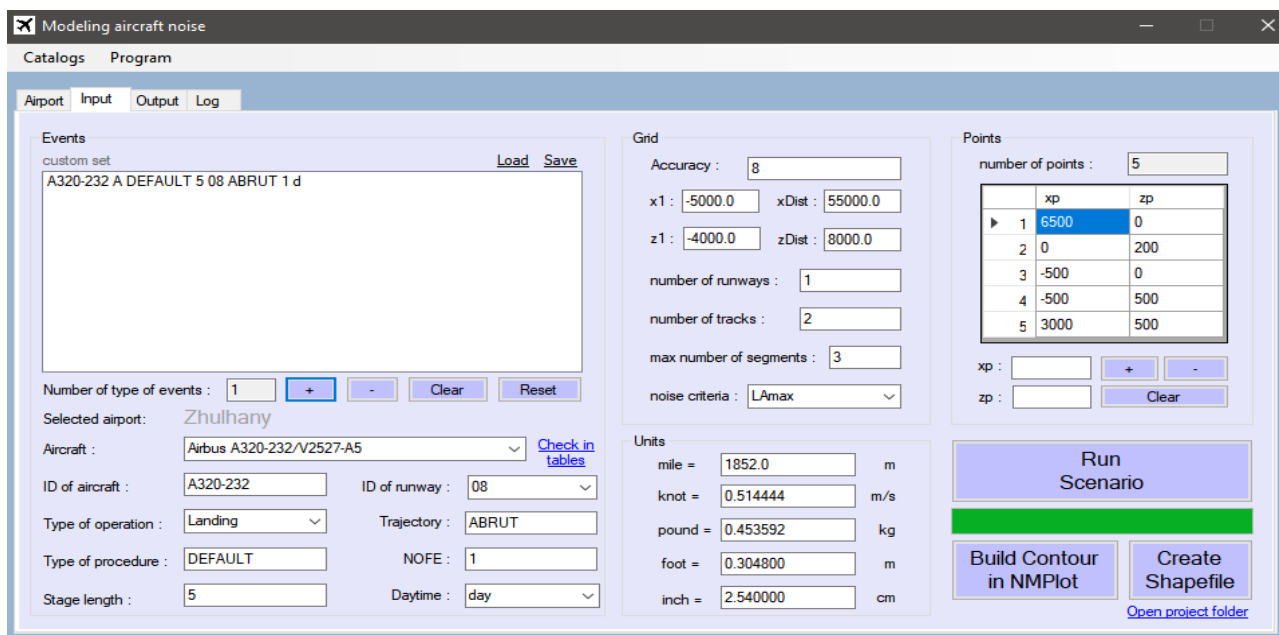 Modeling aircraft noise
Catalogs Program
Airport Input Output Log
Events
custom set Load Save
A320-232 A DEFAULT 5 08 ABRUT 1 d
Number of type of events : 1 + - Clear Reset
Selected airport: Zhulhany
Aircraft : Airbus A320-232/V2527-A5 Check in
tables
ID of aircraft : A320-232 ID of runway : 08
Type of operation : Landing Trajectory : ABRUT
Type of procedure : DEFAULT NOFE : 1
Stage length : 5 Daytime : day
Grid
Accuracy : 8
x1 : -5000.0 xDist : 55000.0
z1 : -4000.0 zDist : 8000.0
number of runways : 1
number of tracks : 2
max number of segments : 3
noise criteria : LAmax
Units
mile = 1852.0 m
knot = 0.514444 m/s
pound = 0.453592 kg
foot = 0.304800 m
inch = 2.540000 cm
Points
number of points : 5
xp zp
1 6500 0
2 0 200
3 -500 0
4 -500 500
5 3000 500
xp : + -
zp : Clear
Run
Scenario
Build Contour
in NMPlot
Create
Shapefile
Open project folder